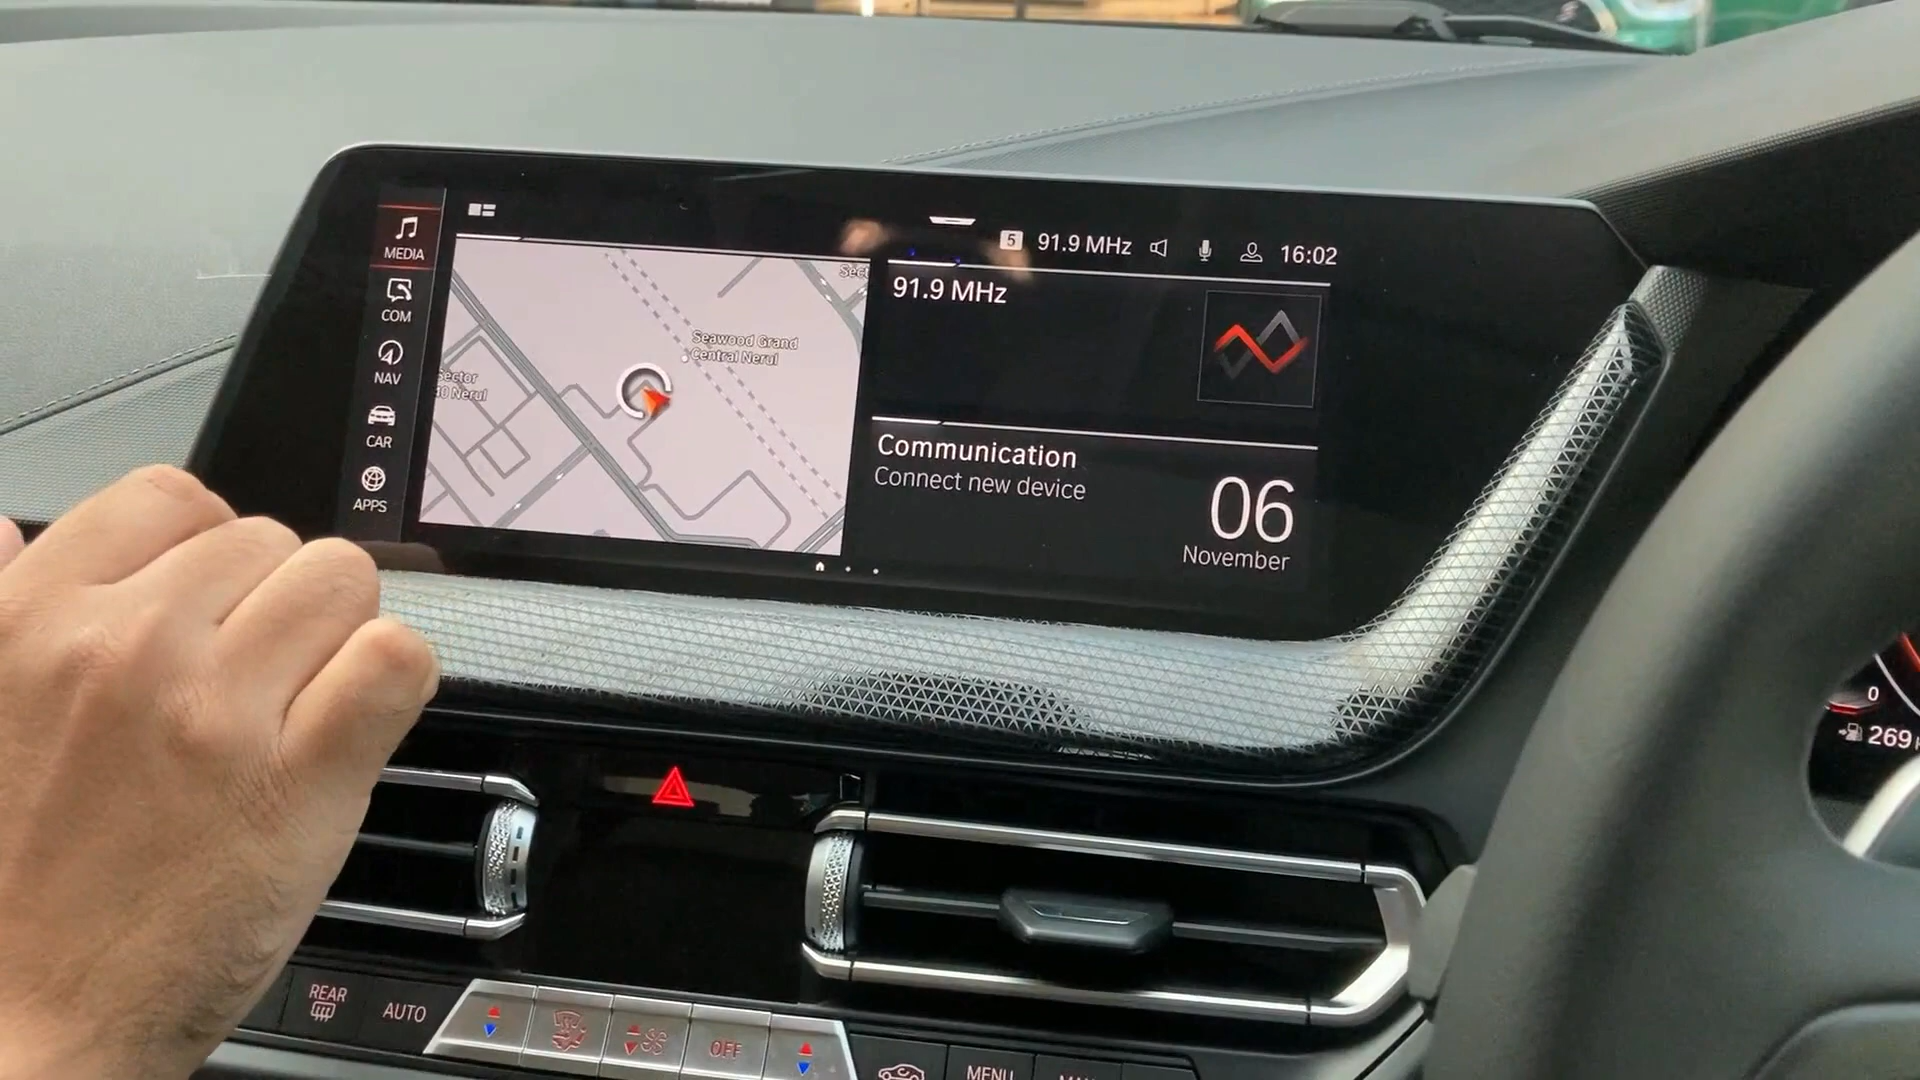 MEDIA
COM
NAV
CAR
APPS
5 91.9 MHz 16:02
Seawood Grand
Central Nerul
Sector
40 Nerul
91.9 MHz
Communication
Connect new device
06
November
0
269
REAR
AUTO
OFF
MENU